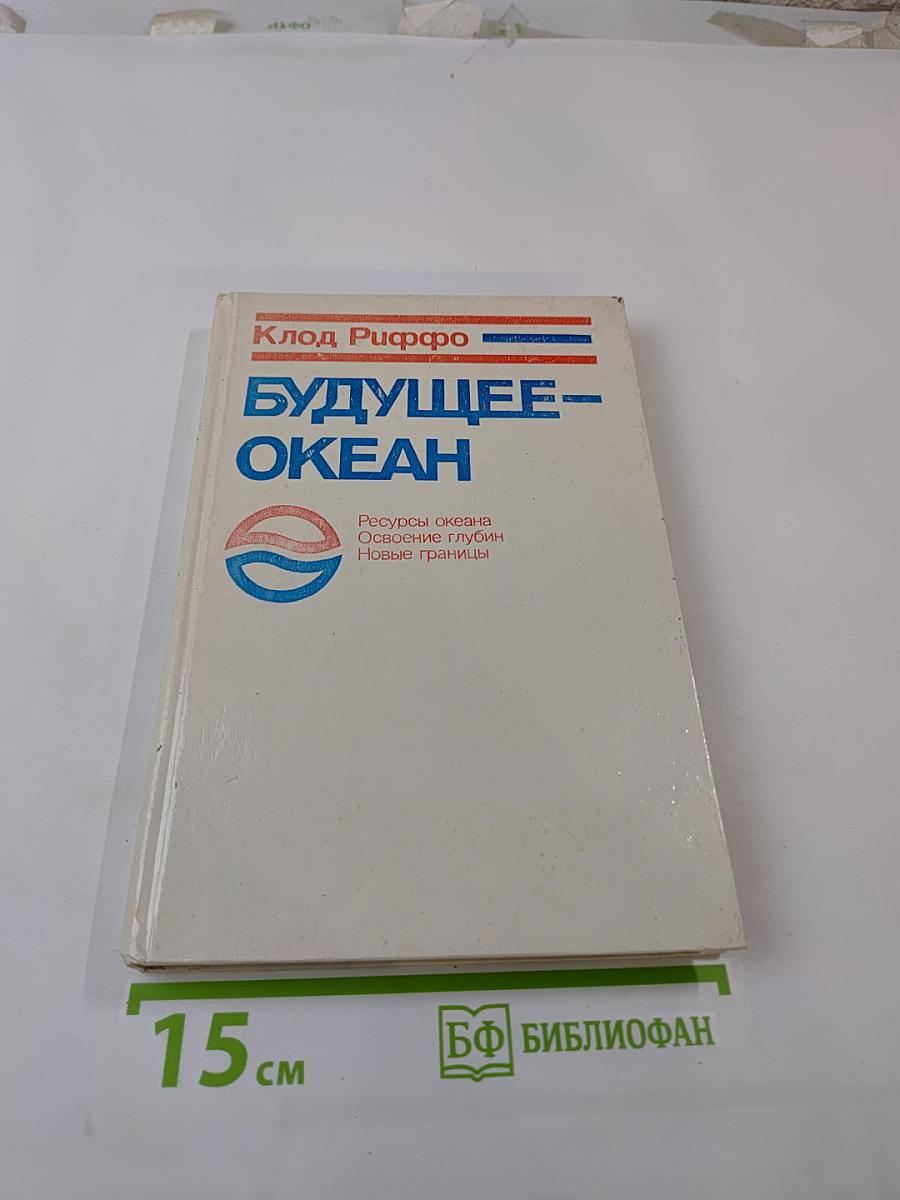 Клод Риффо
БУДУЩЕЕ—
ОКЕАН
Ресурсы океана
Освоение глубин
Новые границы
15 см
БФ БИБЛИОФАН